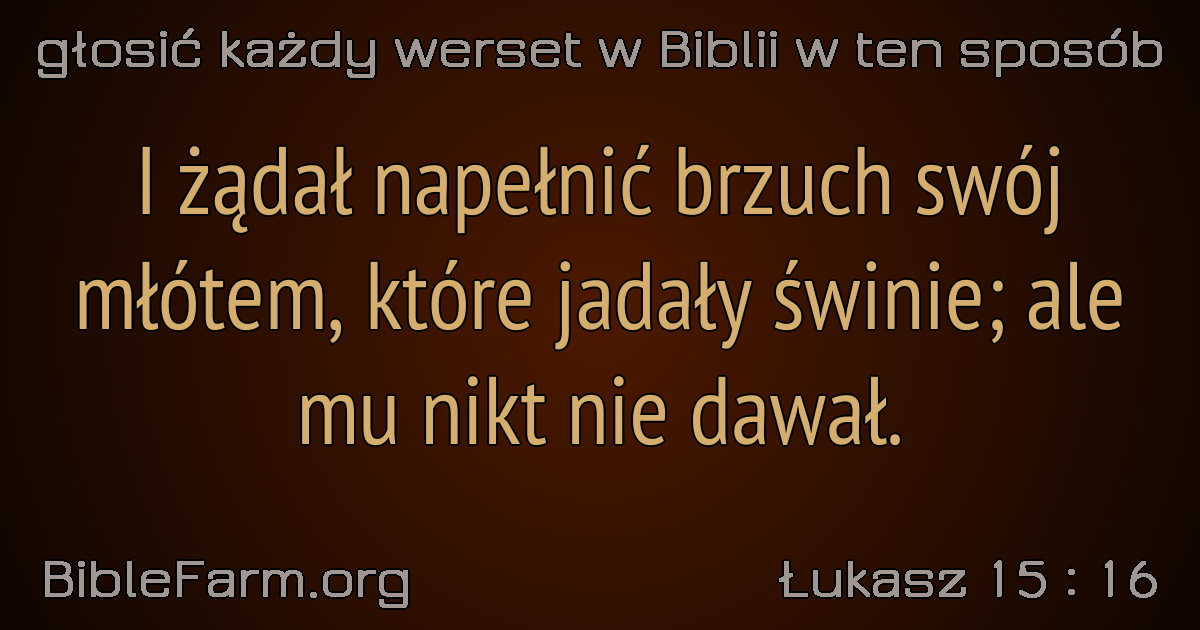 głosić każdy werset w Biblii w ten sposób
I żądał napełnić brzuch swój
młótem, które jadały świnie; ale
mu nikt nie dawał.
BibleFarm.org
Łukasz 15 : 16